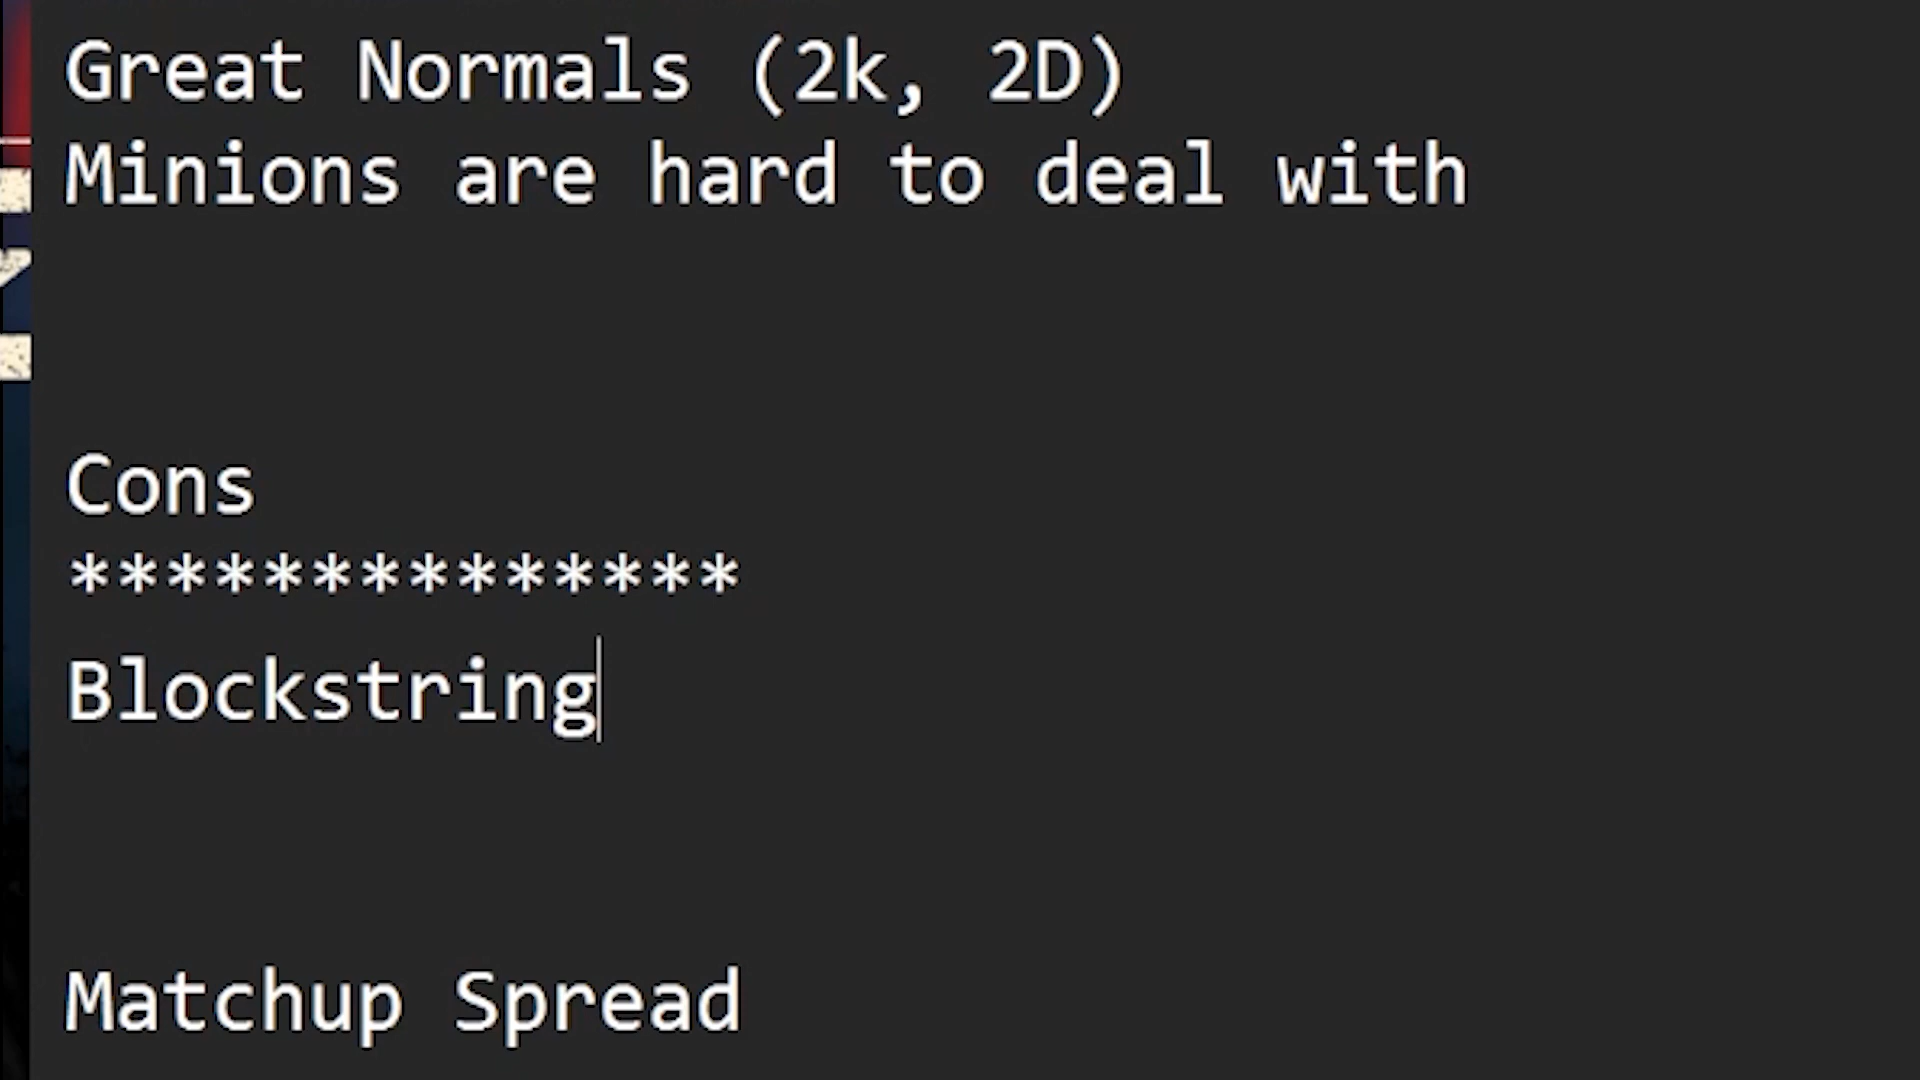 Great Normals (2k, 2D)
Minions are hard to deal with
Cons
**************
Blockstring
Matchup Spread